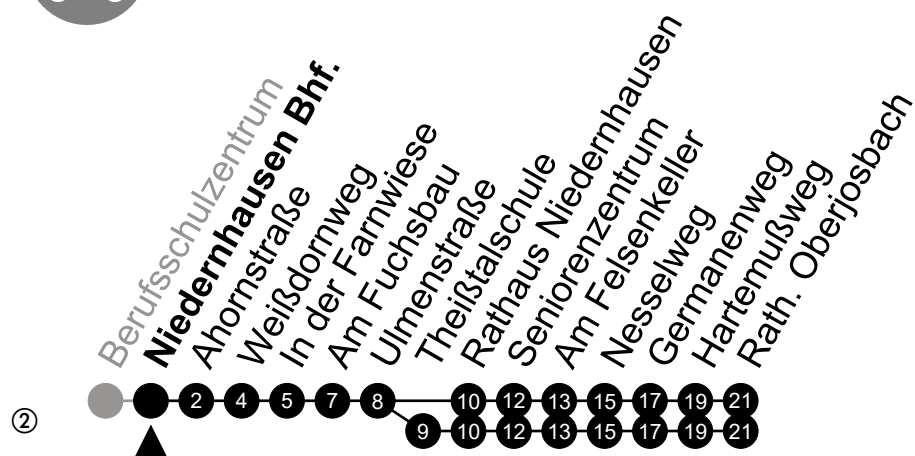 Berufsschulzentrum
Niedernhausen Bhf.
Ahornstraße
Weißdornweg
In der Farnwiese
Am Fuchsbau
Ulmenstraße
Theißtalschule
Rathaus Niedernhausen
Seniorenzentrum
Am Felsenkeller
Nesselweg
Germanenweg
Hartemußweg
Rath. Oberjosbach
2 4 5 7 8 10 12 13 15 17 19 21
② 9 10 12 13 15 17 19 21